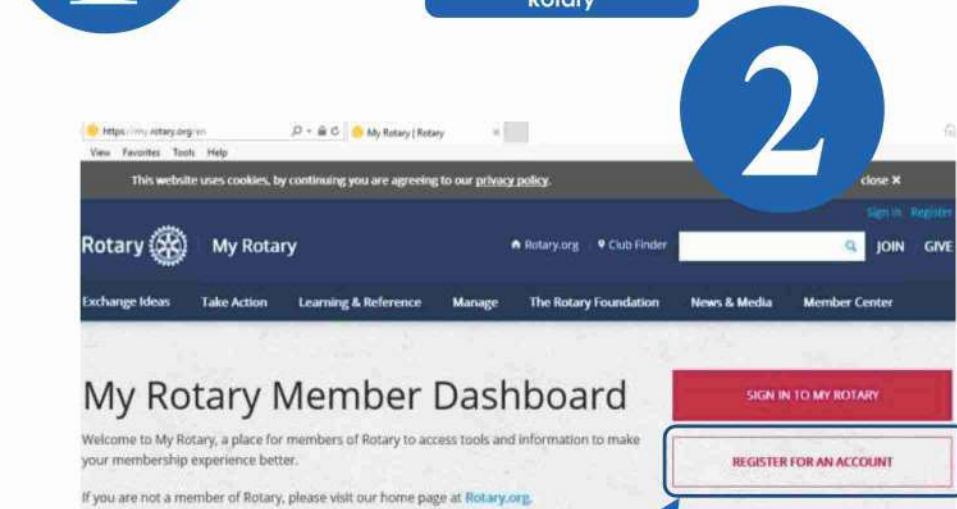 Rotary
2
https://my.rotary.org/en My Rotary | Rotary
View Favorites Tools Help
This website uses cookies, by continuing you are agreeing to our privacy policy. close X
Sign In Register
Rotary My Rotary Rotary.org Club Finder JOIN GIVE
Exchange Ideas Take Action Learning & Reference Manage The Rotary Foundation News & Media Member Center
My Rotary Member Dashboard
SIGN IN TO MY ROTARY
Welcome to My Rotary, a place for members of Rotary to access tools and information to make
your membership experience better.
REGISTER FOR AN ACCOUNT
If you are not a member of Rotary, please visit our home page at Rotary.org.